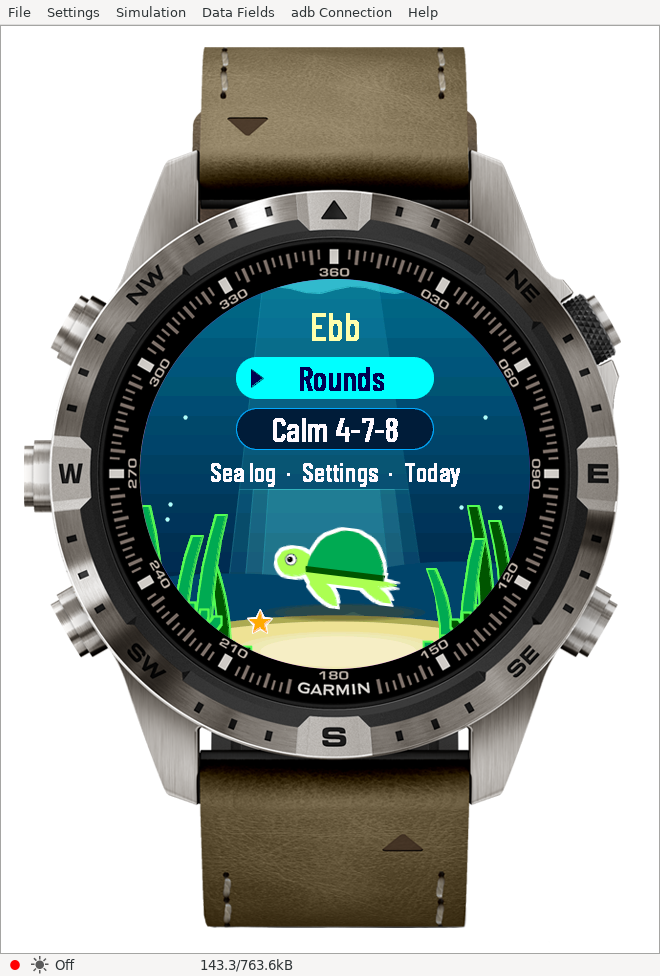 File Settings Simulation Data Fields adb Connection Help
360
330 030
NW NE
300 060
Ebb
Rounds
Calm 4-7-8
W 270 Sea log · Settings · Today 090 E
240 120
210 150
180
SW SE
GARMIN
S
Off 143.3/763.6kB